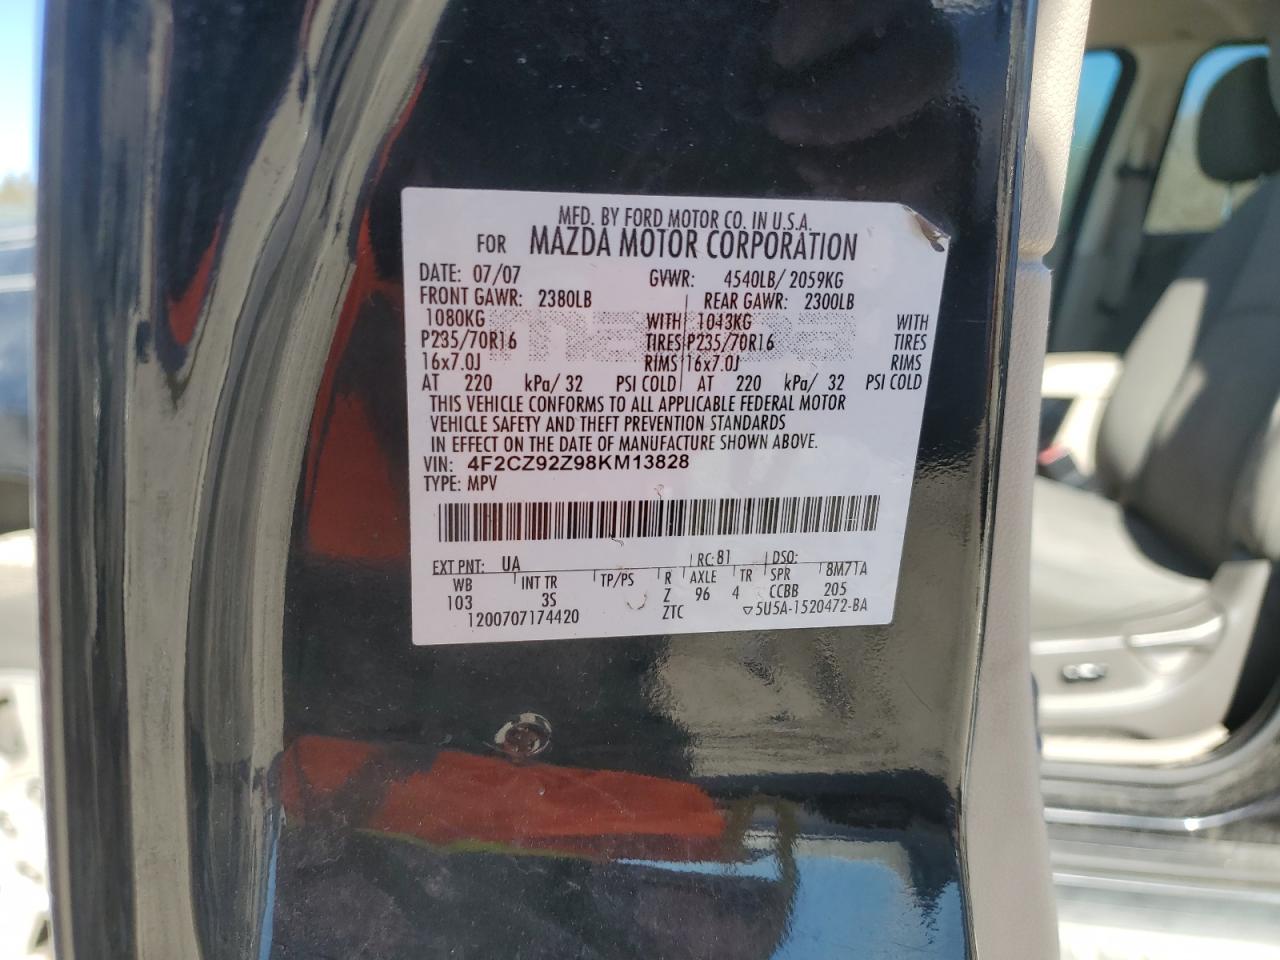 MFD. BY FORD MOTOR CO. IN U.S.A.
FOR MAZDA MOTOR CORPORATION
DATE: 07/07 GVWR: 4540LB/ 2059KG
FRONT GAWR: 2380LB REAR GAWR: 2300LB
1080KG WITH 1043KG WITH
P235/70R16 TIRES P235/70R16 TIRES
16x7.0J RIMS 16x7.0J RIMS
AT 220 kPa/ 32 PSI COLD AT 220 kPa/ 32 PSI COLD
THIS VEHICLE CONFORMS TO ALL APPLICABLE FEDERAL MOTOR
VEHICLE SAFETY AND THEFT PREVENTION STANDARDS
IN EFFECT ON THE DATE OF MANUFACTURE SHOWN ABOVE.
VIN: 4F2CZ92Z98KM13828
TYPE: MPV
EXT PNT: UA RC: 81 DSO:
WB INT TR TP/PS R AXLE TR SPR 8M71A
103 3S Z 96 4 CCBB 205
1200707174420 ZTC ▽5U5A-1520472-BA